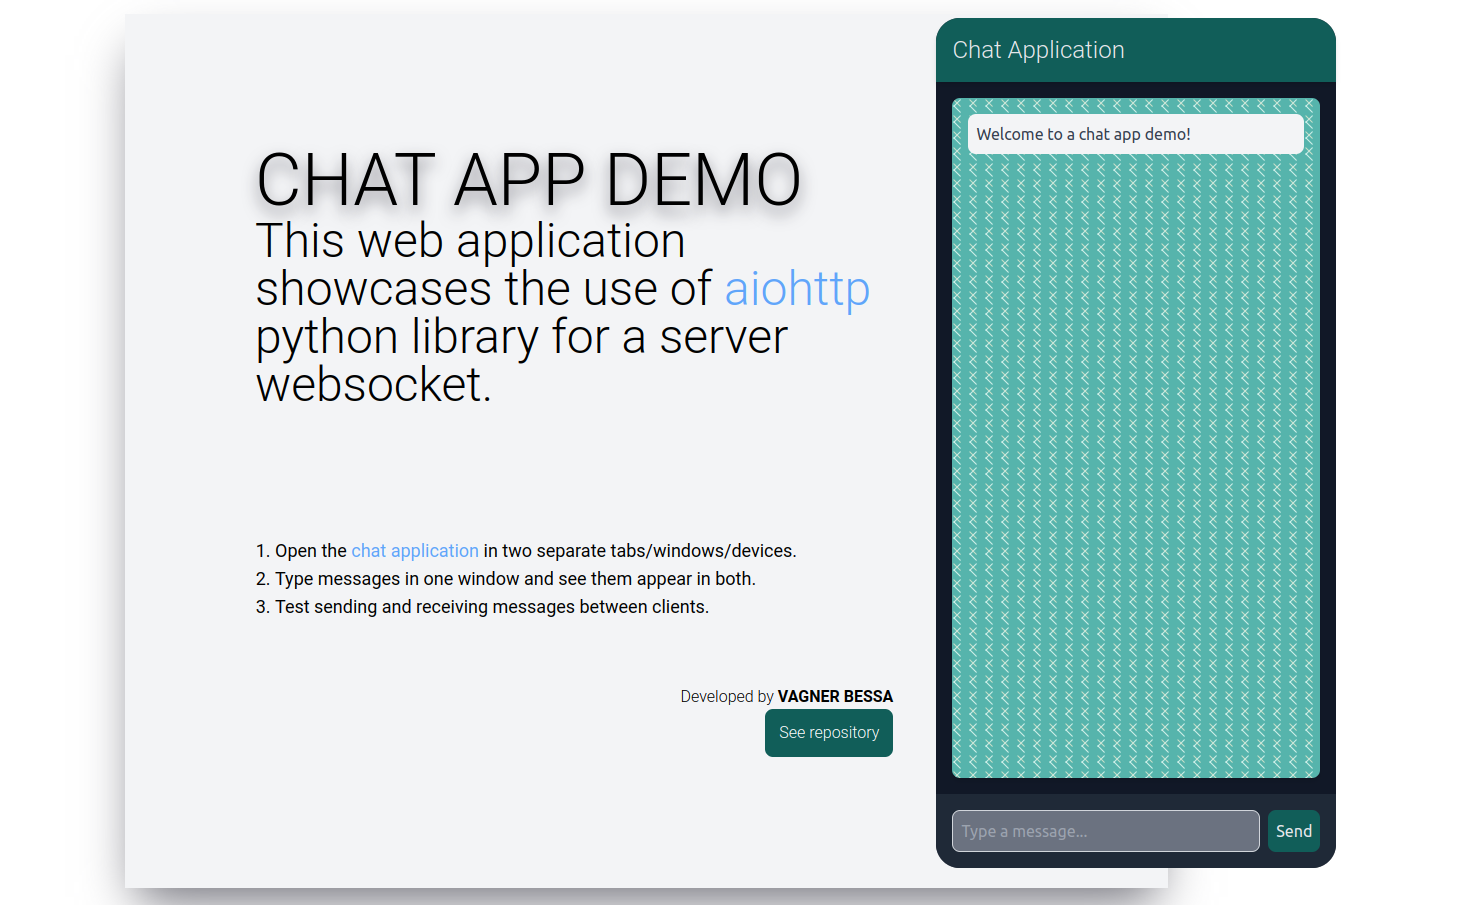 CHAT APP DEMO
This web application
showcases the use of aiohttp
python library for a server
websocket.
1. Open the chat application in two separate tabs/windows/devices.
2. Type messages in one window and see them appear in both.
3. Test sending and receiving messages between clients.
Developed by VAGNER BESSA
See repository
Chat Application
Welcome to a chat app demo!
Type a message...
Send